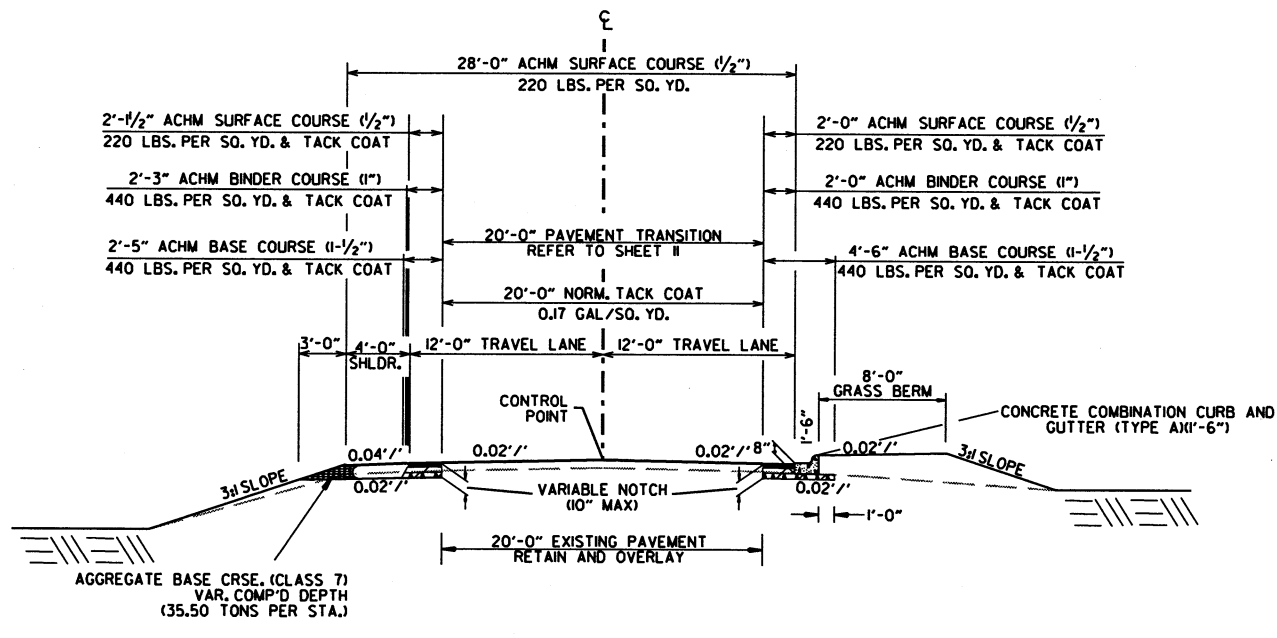 ℄
28'-0" ACHM SURFACE COURSE (1/2")
220 LBS. PER SQ. YD.
2'-1 1/2" ACHM SURFACE COURSE (1/2")
220 LBS. PER SQ. YD. & TACK COAT
2'-0" ACHM SURFACE COURSE (1/2")
220 LBS. PER SQ. YD. & TACK COAT
2'-3" ACHM BINDER COURSE (1")
440 LBS. PER SQ. YD. & TACK COAT
2'-0" ACHM BINDER COURSE (1")
440 LBS. PER SQ. YD. & TACK COAT
20'-0" PAVEMENT TRANSITION
REFER TO SHEET 11
2'-5" ACHM BASE COURSE (1-1/2")
440 LBS. PER SQ. YD. & TACK COAT
4'-6" ACHM BASE COURSE (1-1/2")
440 LBS. PER SQ. YD. & TACK COAT
20'-0" NORM. TACK COAT
0.17 GAL/SQ. YD.
3'-0"
4'-0"
SHLDR.
12'-0" TRAVEL LANE
12'-0" TRAVEL LANE
8'-0"
GRASS BERM
CONTROL
POINT
1'-6"
CONCRETE COMBINATION CURB AND
GUTTER (TYPE A)(1'-6")
0.04'/'
0.02'/'
0.02'/'
8"
0.02'/'
3:1 SLOPE
3:1 SLOPE
0.02'/'
VARIABLE NOTCH
(10" MAX)
0.02'/'
1'-0"
20'-0" EXISTING PAVEMENT
RETAIN AND OVERLAY
AGGREGATE BASE CRSE. (CLASS 7)
VAR. COMP'D DEPTH
(35.50 TONS PER STA.)